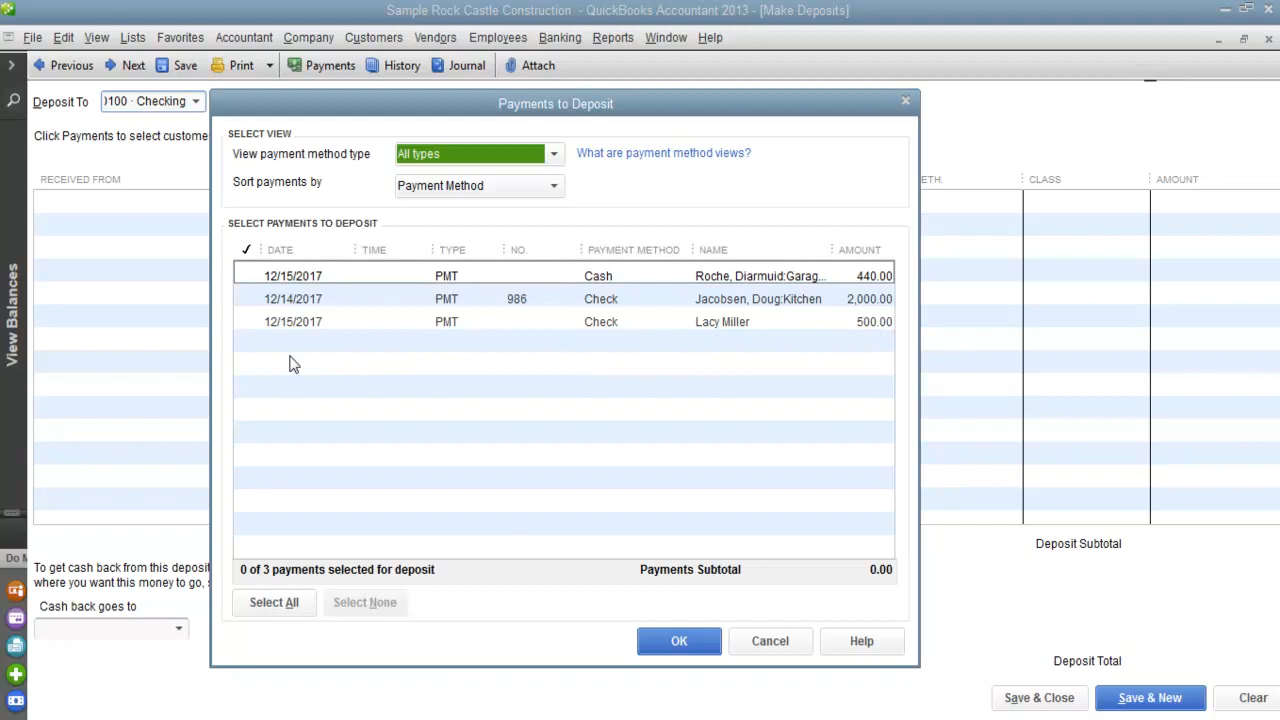 Sample Rock Castle Construction - QuickBooks Accountant 2013 - [Make Deposits]
File Edit View Lists Favorites Accountant Company Customers Vendors Employees Banking Reports Window Help
Previous Next Save Print Payments History Journal Attach
Deposit To 0100 · Checking
Payments to Deposit
Click Payments to select custome
SELECT VIEW
View payment method type All types What are payment method views?
Sort payments by Payment Method
RECEIVED FROM ETH. CLASS AMOUNT
SELECT PAYMENTS TO DEPOSIT
✓ DATE TIME TYPE NO. PAYMENT METHOD NAME AMOUNT
12/15/2017 PMT Cash Roche, Diarmuid:Garag... 440.00
12/14/2017 PMT 986 Check Jacobsen, Doug:Kitchen 2,000.00
12/15/2017 PMT Check Lacy Miller 500.00
View Balances
0 of 3 payments selected for deposit Payments Subtotal 0.00
Select All Select None
OK Cancel Help
Deposit Subtotal
Do M
To get cash back from this deposit
where you want this money to go, s
Cash back goes to
Deposit Total
Save & Close Save & New Clear